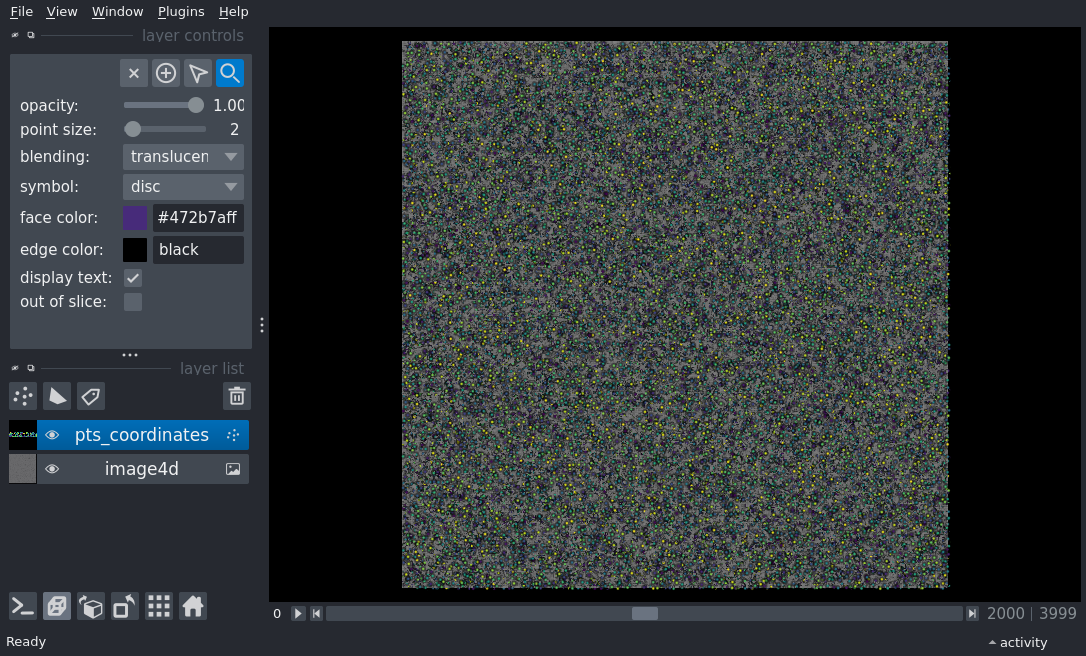 File View Window Plugins Help
layer controls
opacity: 1.00
point size: 2
blending: translucen
symbol: disc
face color: #472b7aff
edge color: black
display text:
out of slice:
layer list
pts_coordinates
image4d
0 2000 | 3999
Ready
activity